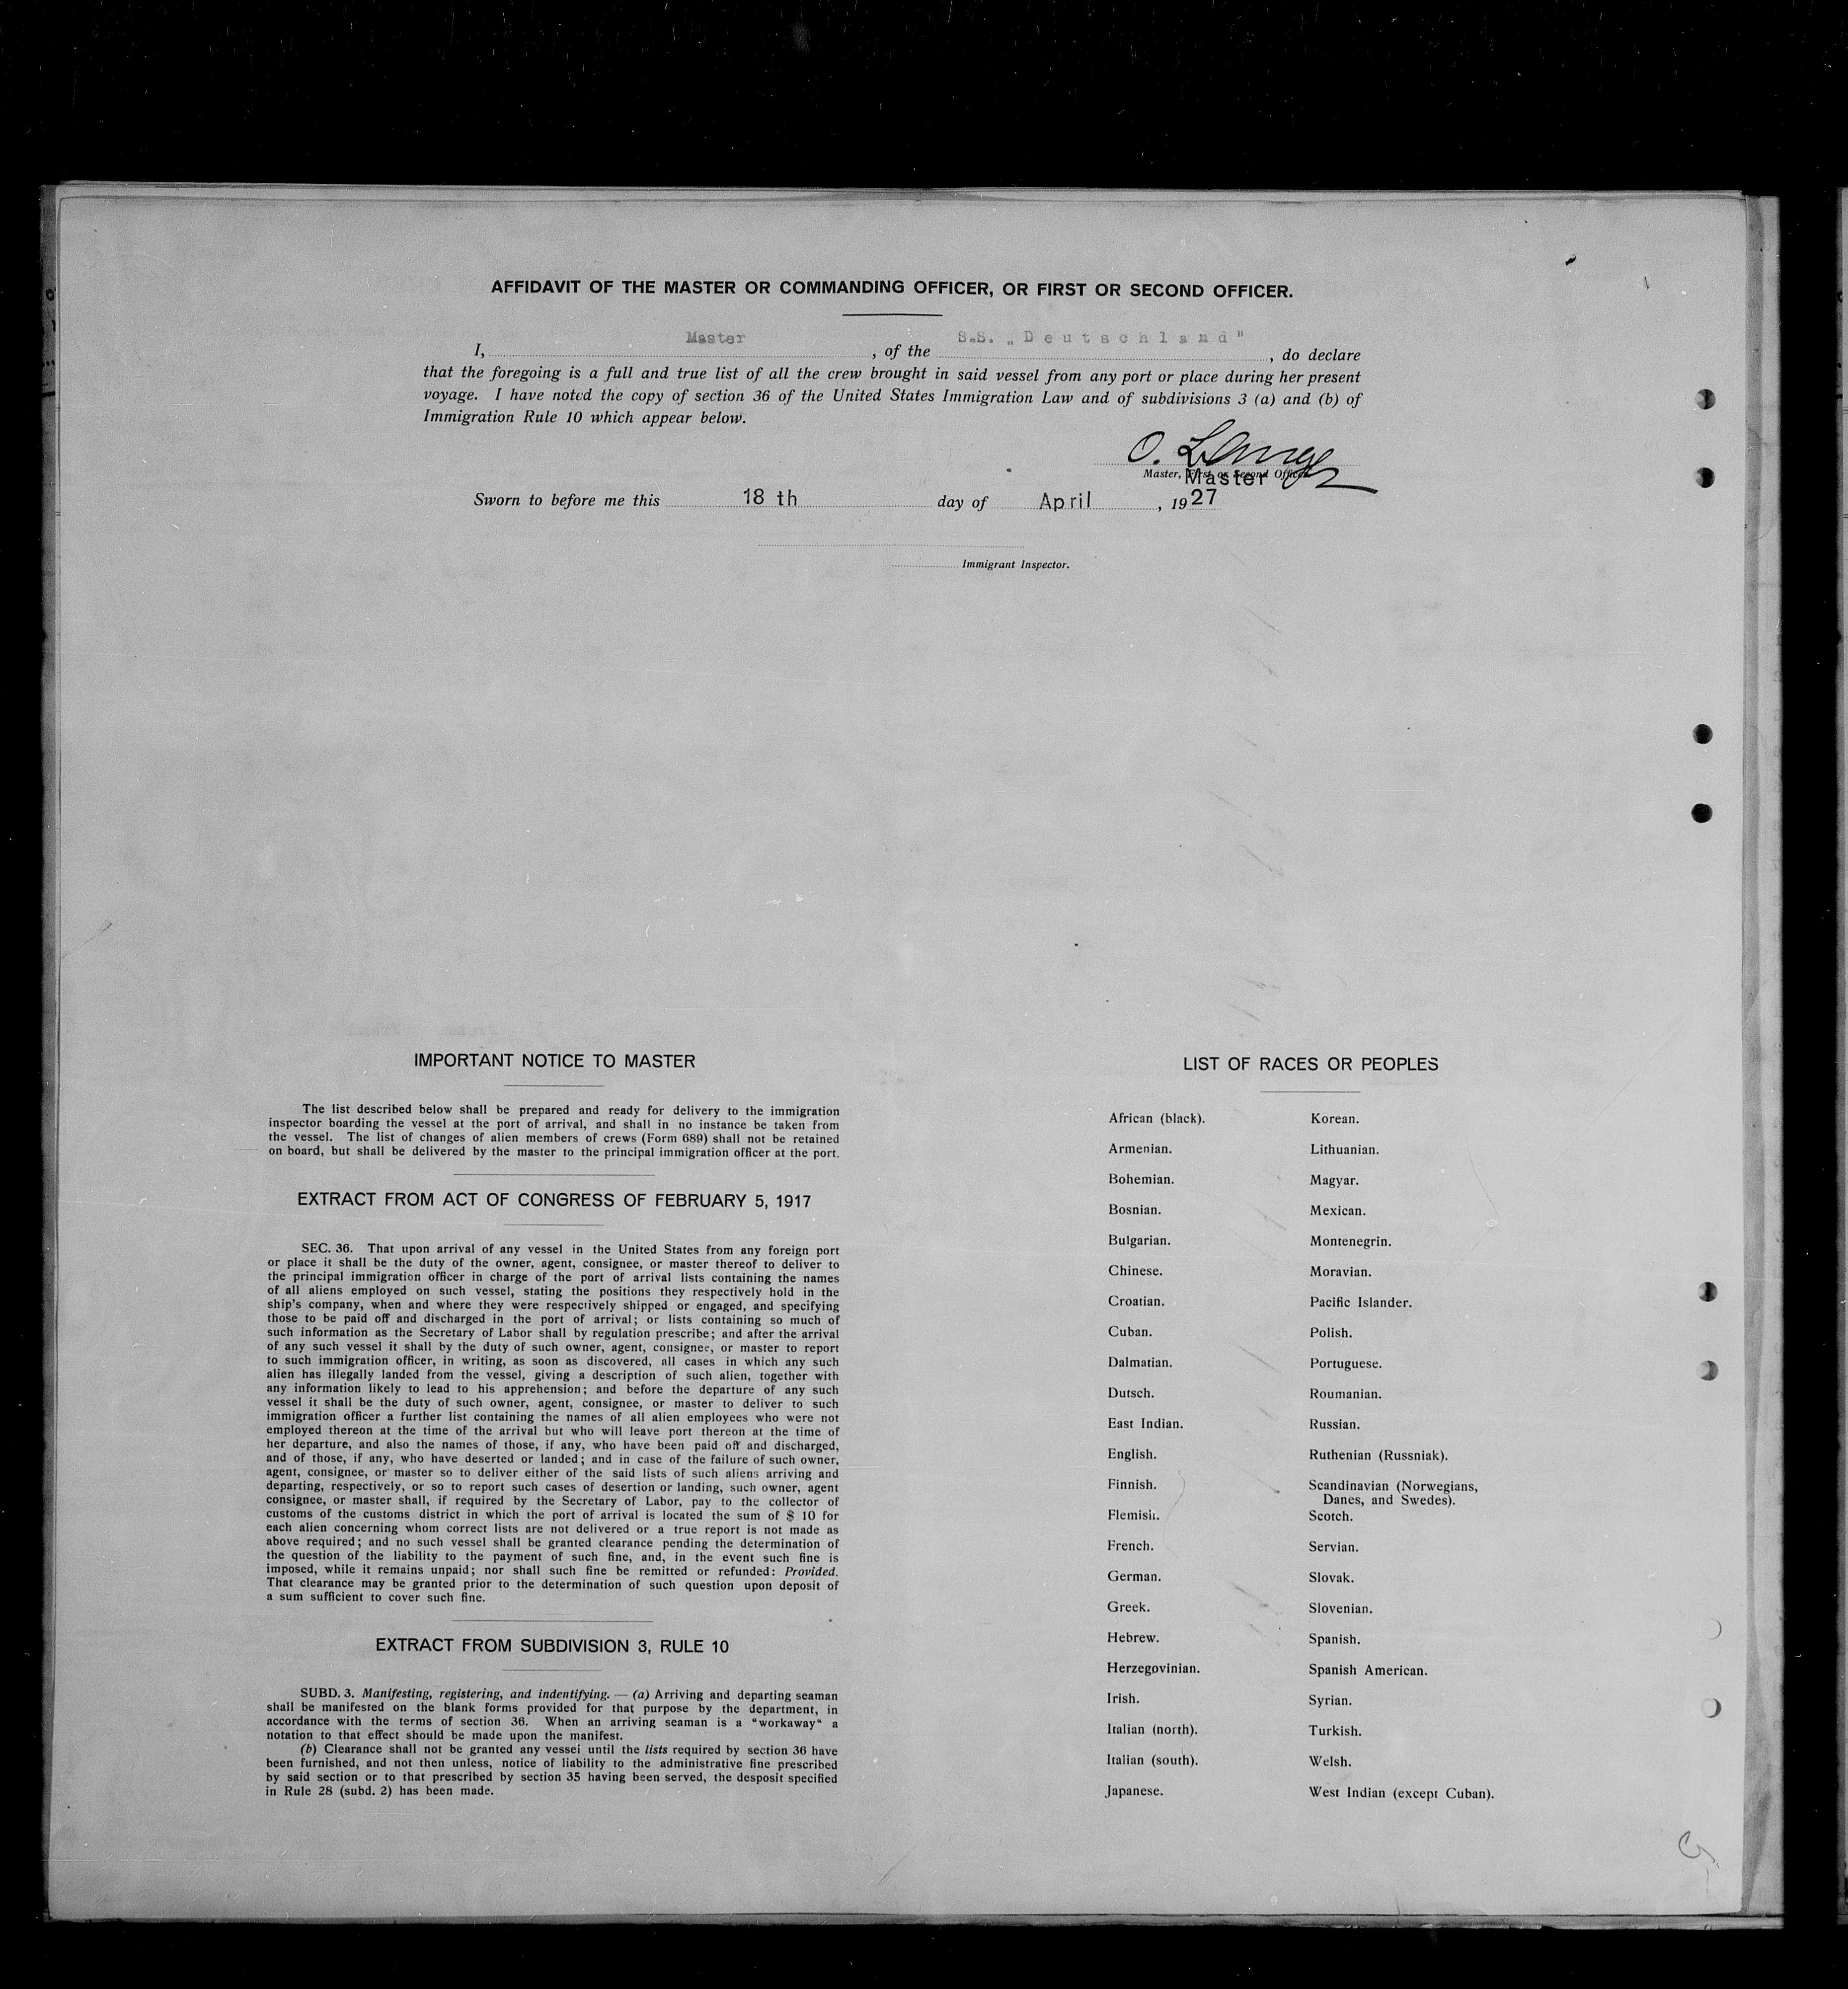 AFFIDAVIT OF THE MASTER OR COMMANDING OFFICER, OR FIRST OR SECOND OFFICER.
I, Master, of the S.S. „Deutschland", do declare
that the foregoing is a full and true list of all the crew brought in said vessel from any port or place during her present
voyage. I have noted the copy of section 36 of the United States Immigration Law and of subdivisions 3 (a) and (b) of
Immigration Rule 10 which appear below.
O. Lange
Master, First or Second Officer.
Master
Sworn to before me this 18 th day of April, 1927
Immigrant Inspector.
IMPORTANT NOTICE TO MASTER
The list described below shall be prepared and ready for delivery to the immigration
inspector boarding the vessel at the port of arrival, and shall in no instance be taken from
the vessel. The list of changes of alien members of crews (Form 689) shall not be retained
on board, but shall be delivered by the master to the principal immigration officer at the port.
EXTRACT FROM ACT OF CONGRESS OF FEBRUARY 5, 1917
SEC. 36. That upon arrival of any vessel in the United States from any foreign port
or place it shall be the duty of the owner, agent, consignee, or master thereof to deliver to
the principal immigration officer in charge of the port of arrival lists containing the names
of all aliens employed on such vessel, stating the positions they respectively hold in the
ship's company, when and where they were respectively shipped or engaged, and specifying
those to be paid off and discharged in the port of arrival; or lists containing so much of
such information as the Secretary of Labor shall by regulation prescribe; and after the arrival
of any such vessel it shall by the duty of such owner, agent, consignee, or master to report
to such immigration officer, in writing, as soon as discovered, all cases in which any such
alien has illegally landed from the vessel, giving a description of such alien, together with
any information likely to lead to his apprehension; and before the departure of any such
vessel it shall be the duty of such owner, agent, consignee, or master to deliver to such
immigration officer a further list containing the names of all alien employees who were not
employed thereon at the time of the arrival but who will leave port thereon at the time of
her departure, and also the names of those, if any, who have been paid off and discharged,
and of those, if any, who have deserted or landed; and in case of the failure of such owner,
agent, consignee, or master so to deliver either of the said lists of such aliens arriving and
departing, respectively, or so to report such cases of desertion or landing, such owner, agent
consignee, or master shall, if required by the Secretary of Labor, pay to the collector of
customs of the customs district in which the port of arrival is located the sum of $ 10 for
each alien concerning whom correct lists are not delivered or a true report is not made as
above required; and no such vessel shall be granted clearance pending the determination of
the question of the liability to the payment of such fine, and, in the event such fine is
imposed, while it remains unpaid; nor shall such fine be remitted or refunded: Provided.
That clearance may be granted prior to the determination of such question upon deposit of
a sum sufficient to cover such fine.
EXTRACT FROM SUBDIVISION 3, RULE 10
SUBD. 3. Manifesting, registering, and indentifying. — (a) Arriving and departing seaman
shall be manifested on the blank forms provided for that purpose by the department, in
accordance with the terms of section 36. When an arriving seaman is a "workaway" a
notation to that effect should be made upon the manifest.
(b) Clearance shall not be granted any vessel until the lists required by section 36 have
been furnished, and not then unless, notice of liability to the administrative fine prescribed
by said section or to that prescribed by section 35 having been served, the desposit specified
in Rule 28 (subd. 2) has been made.
LIST OF RACES OR PEOPLES
African (black).
Armenian.
Bohemian.
Bosnian.
Bulgarian.
Chinese.
Croatian.
Cuban.
Dalmatian.
Dutsch.
East Indian.
English.
Finnish.
Flemish.
French.
German.
Greek.
Hebrew.
Herzegovinian.
Irish.
Italian (north).
Italian (south).
Japanese.
Korean.
Lithuanian.
Magyar.
Mexican.
Montenegrin.
Moravian.
Pacific Islander.
Polish.
Portuguese.
Roumanian.
Russian.
Ruthenian (Russniak).
Scandinavian (Norwegians,
Danes, and Swedes).
Scotch.
Servian.
Slovak.
Slovenian.
Spanish.
Spanish American.
Syrian.
Turkish.
Welsh.
West Indian (except Cuban).